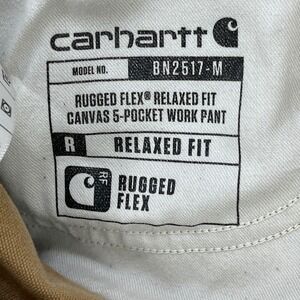 carhartt
MODEL NO. BN2517-M
RUGGED FLEX® RELAXED FIT
CANVAS 5-POCKET WORK PANT
R RELAXED FIT
RF RUGGED
FLEX